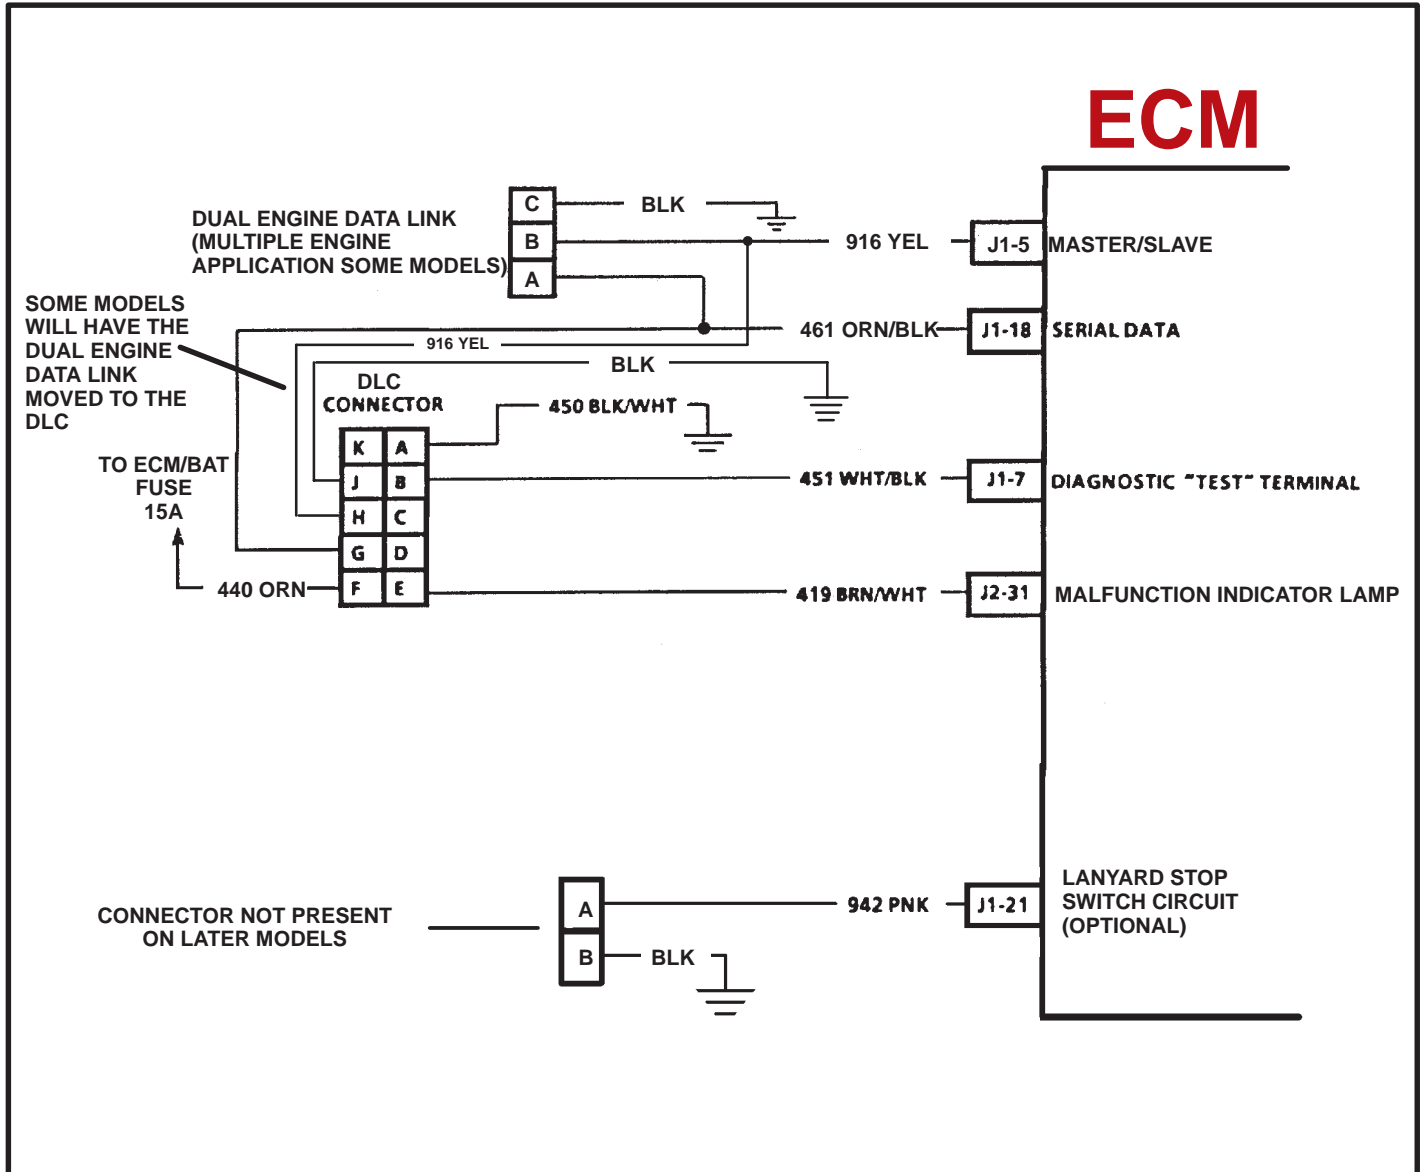 ECM
DUAL ENGINE DATA LINK
(MULTIPLE ENGINE
APPLICATION SOME MODELS)
C
B
A
BLK
916 YEL
J1-5
MASTER/SLAVE
SOME MODELS
WILL HAVE THE
DUAL ENGINE
DATA LINK
MOVED TO THE
DLC
461 ORN/BLK
J1-18
SERIAL DATA
916 YEL
BLK
DLC
CONNECTOR
450 BLK/WHT
K A
J B
H C
G D
F E
TO ECM/BAT
FUSE
15A
440 ORN
451 WHT/BLK
J1-7
DIAGNOSTIC "TEST" TERMINAL
419 BRN/WHT
J2-31
MALFUNCTION INDICATOR LAMP
CONNECTOR NOT PRESENT
ON LATER MODELS
A
B
942 PNK
BLK
J1-21
LANYARD STOP
SWITCH CIRCUIT
(OPTIONAL)